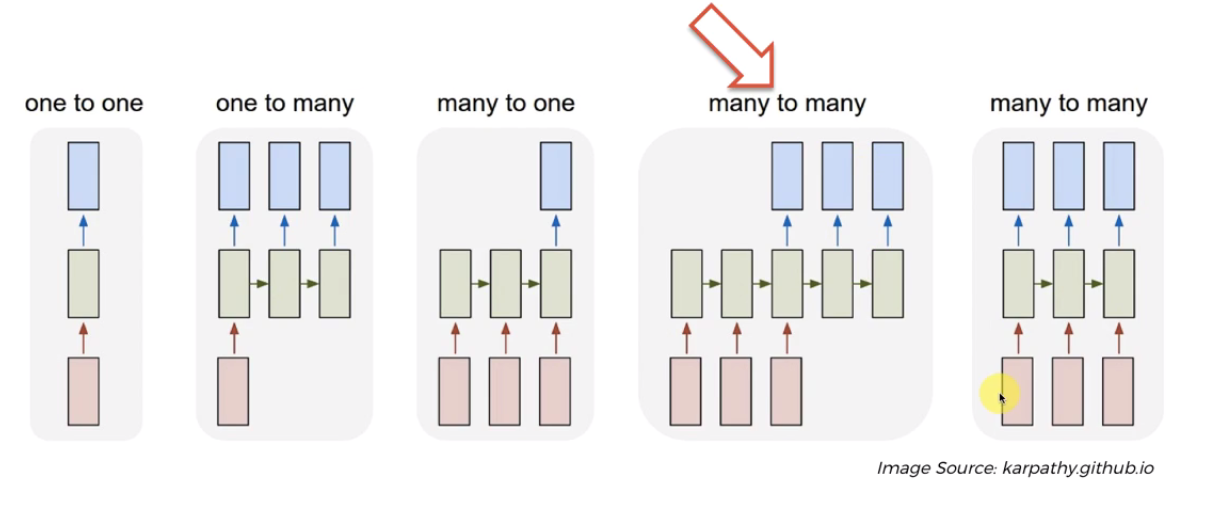 one to one
one to many
many to one
many to many
many to many
Image Source: karpathy.github.io